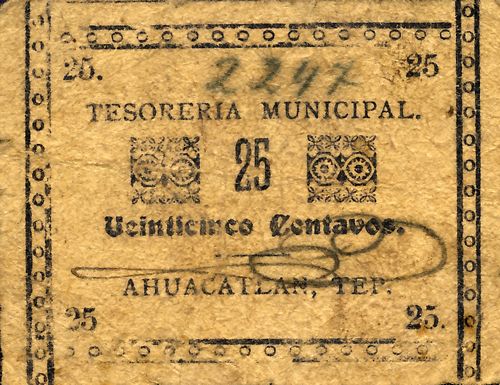 25. 2247 25
TESORERIA MUNICIPAL.
25
Veinticinco Centavos.
AHUACATLAN, TEP.
25 25.